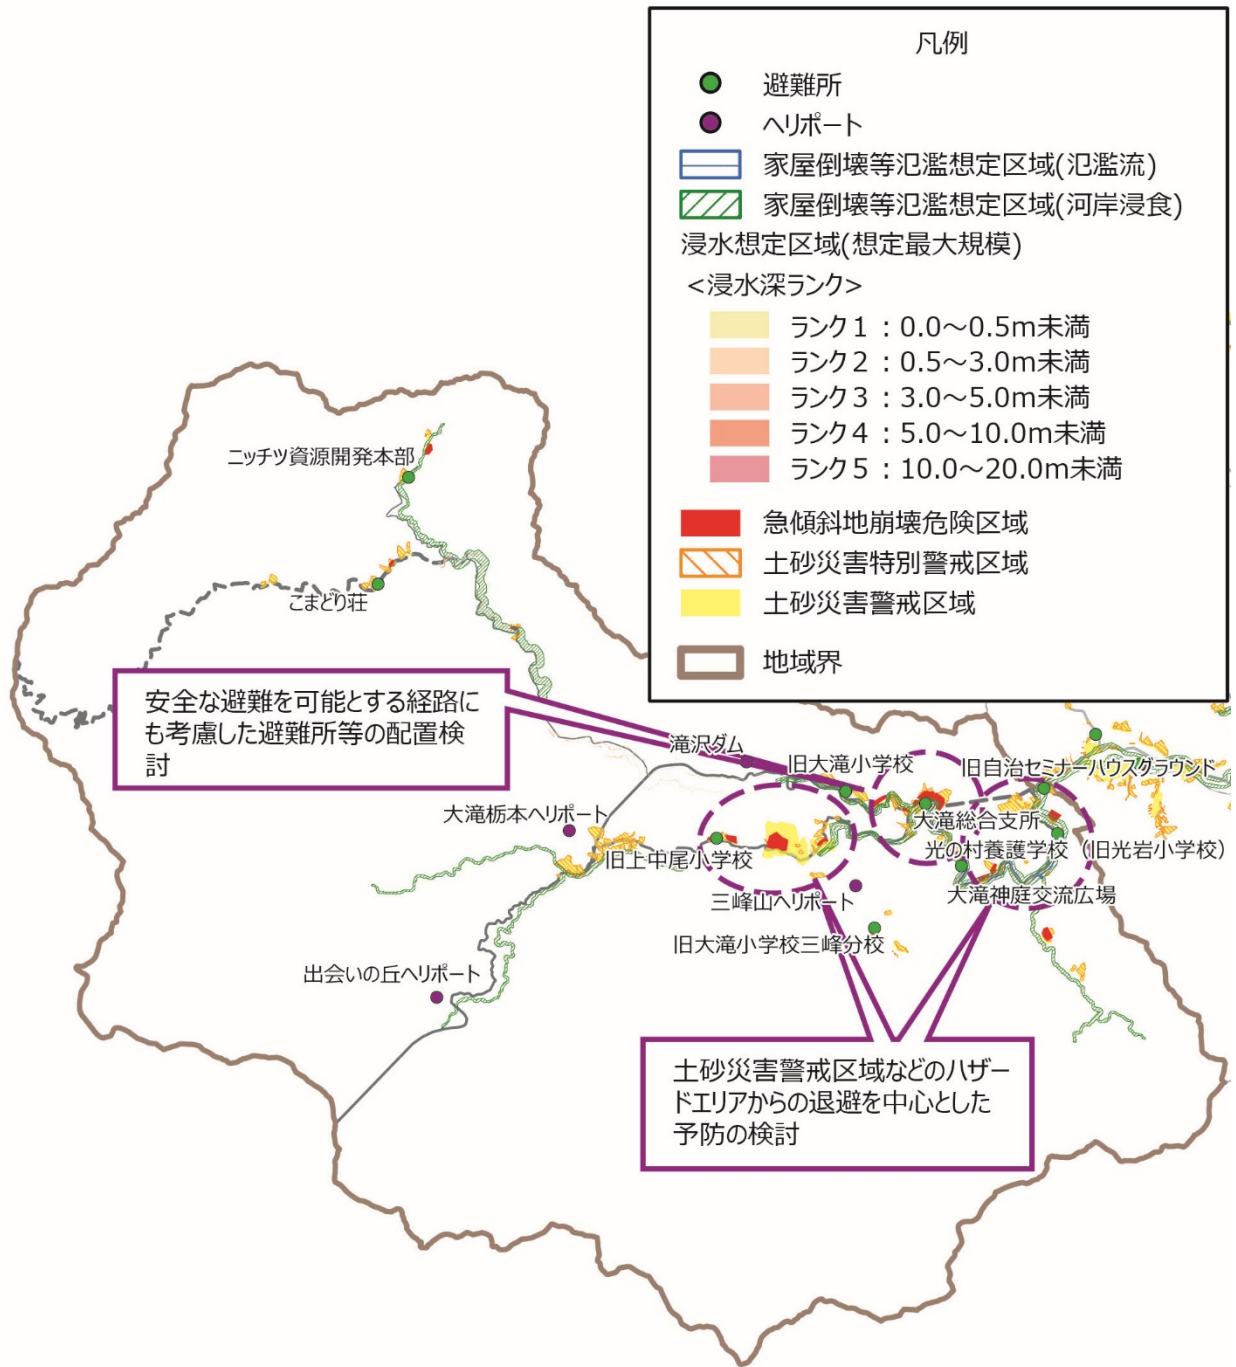 凡例
避難所
ヘリポート
家屋倒壊等氾濫想定区域(氾濫流)
家屋倒壊等氾濫想定区域(河岸浸食)
浸水想定区域(想定最大規模)
<浸水深ランク>
ランク1：0.0～0.5m未満
ランク2：0.5～3.0m未満
ランク3：3.0～5.0m未満
ランク4：5.0～10.0m未満
ランク5：10.0～20.0m未満
急傾斜地崩壊危険区域
土砂災害特別警戒区域
土砂災害警戒区域
地域界
ニッチツ資源開発本部
こまどり荘
安全な避難を可能とする経路に
も考慮した避難所等の配置検
討
滝沢ダム
旧大滝小学校
旧自治セミナーハウスグラウンド
大滝栃本ヘリポート
大滝総合支所
旧上中尾小学校
光の村養護学校（旧光岩小学校）
三峰山ヘリポート
大滝神庭交流広場
旧大滝小学校三峰分校
出会いの丘ヘリポート
土砂災害警戒区域などのハザー
ドエリアからの退避を中心とした
予防の検討